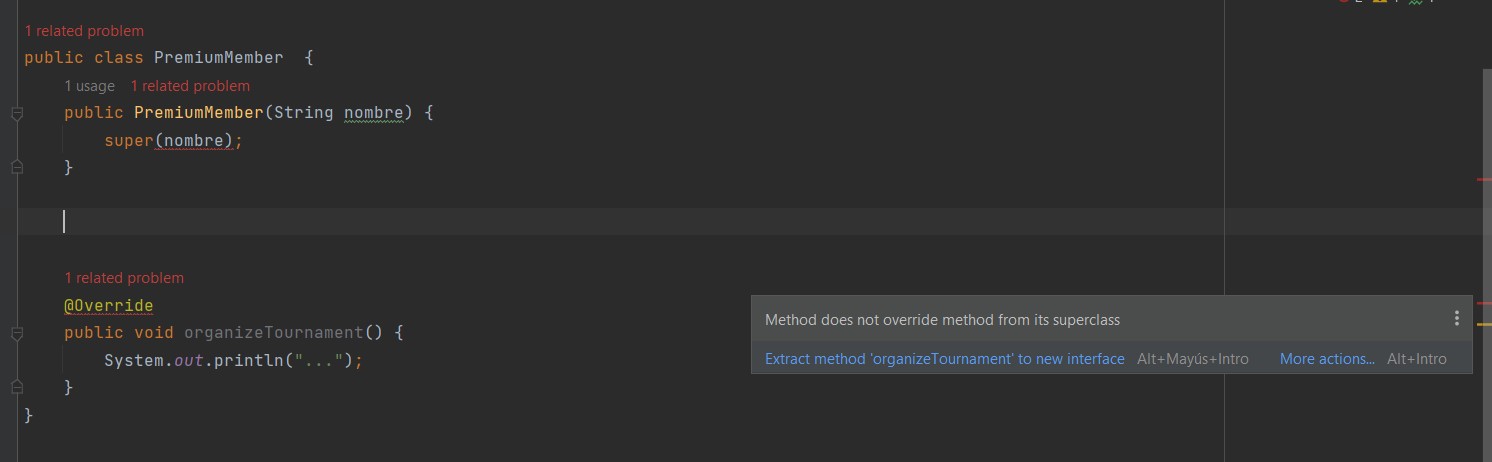 1 related problem
public class PremiumMember  {
1 usage   1 related problem
public PremiumMember(String nombre) {
super(nombre);
}
1 related problem
@Override
public void organizeTournament() {
System.out.println("...");
}
}
Method does not override method from its superclass
Extract method 'organizeTournament' to new interface   Alt+Mayús+Intro   More actions...   Alt+Intro